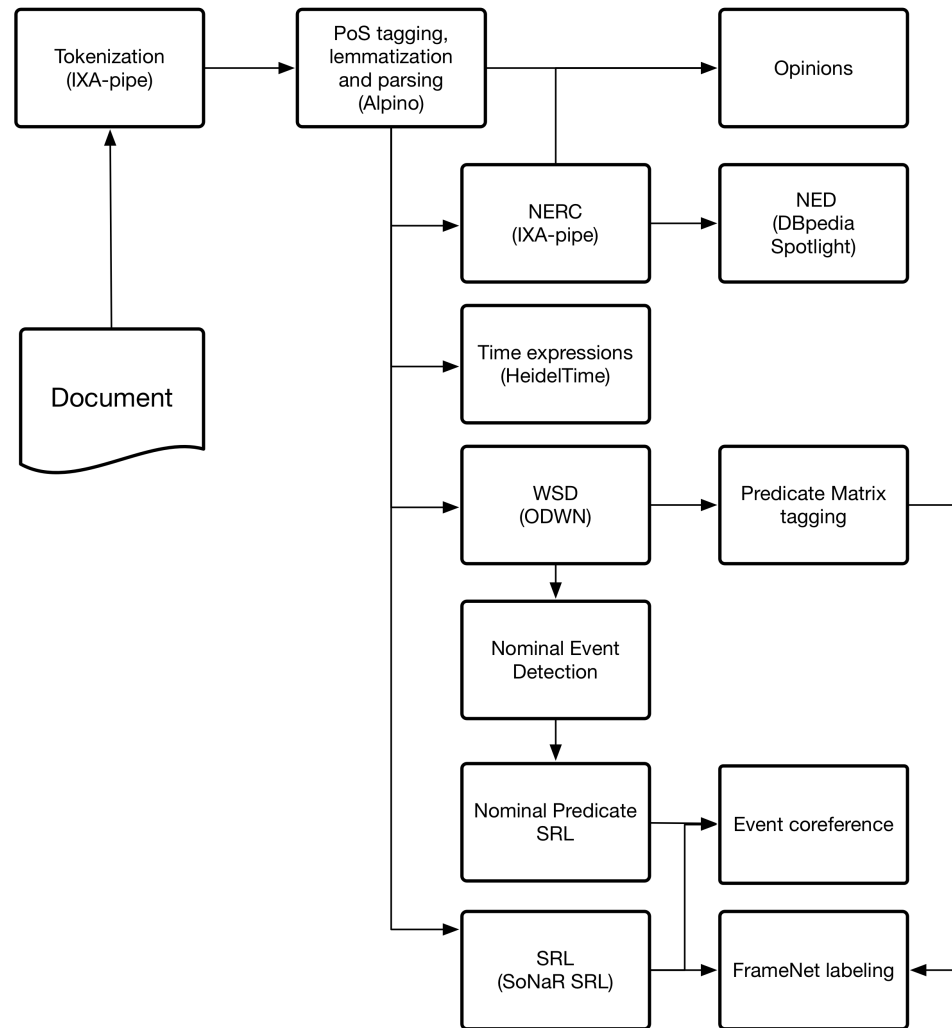 Tokenization
(IXA-pipe)
PoS tagging,
lemmatization
and parsing
(Alpino)
Opinions
NERC
(IXA-pipe)
NED
(DBpedia
Spotlight)
Time expressions
(HeidelTime)
Document
WSD
(ODWN)
Predicate Matrix
tagging
Nominal Event
Detection
Nominal Predicate
SRL
Event coreference
SRL
(SoNaR SRL)
FrameNet labeling